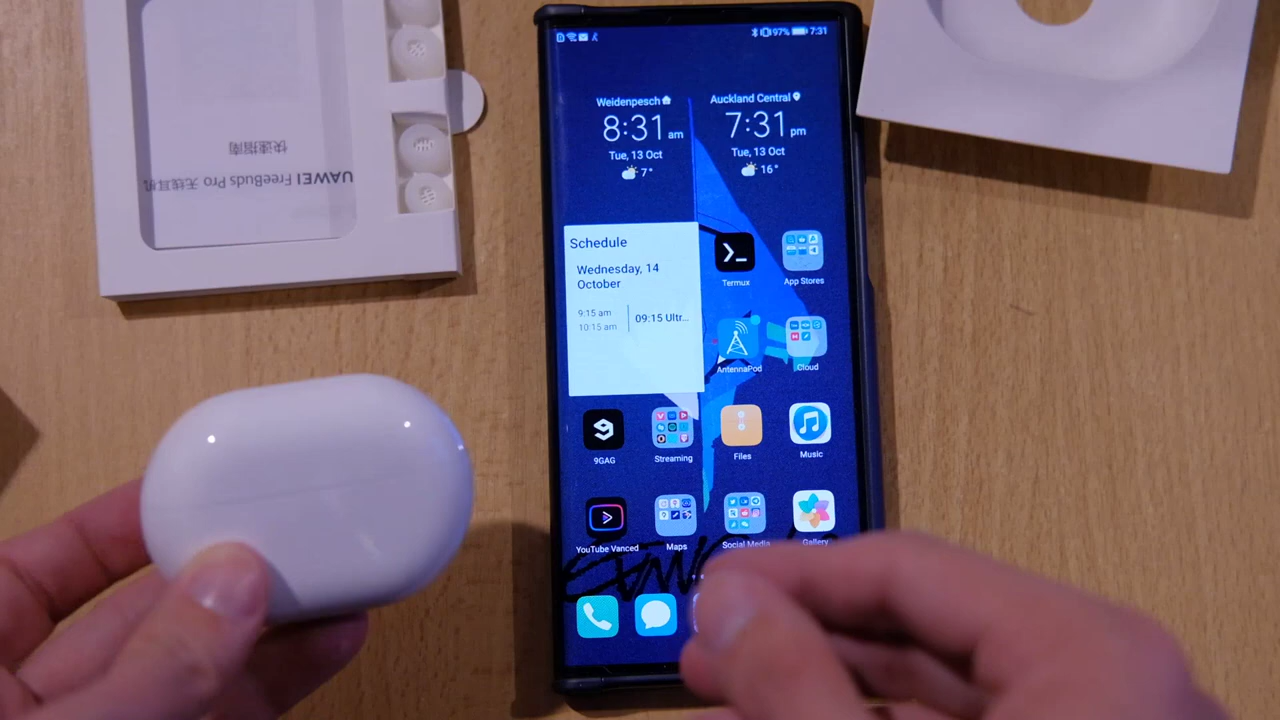 快速指南
UAWEI FreeBuds Pro 无线耳机
97% 7:31
Weidenpesch
8:31 am
Tue, 13 Oct
7°
Auckland Central
7:31 pm
Tue, 13 Oct
16°
Schedule
Wednesday, 14
October
9:15 am
10:15 am
09:15 Ultr...
Termux
App Stores
AntennaPod
Cloud
9GAG
Streaming
Files
Music
YouTube Vanced
Maps
Social Media
Gallery